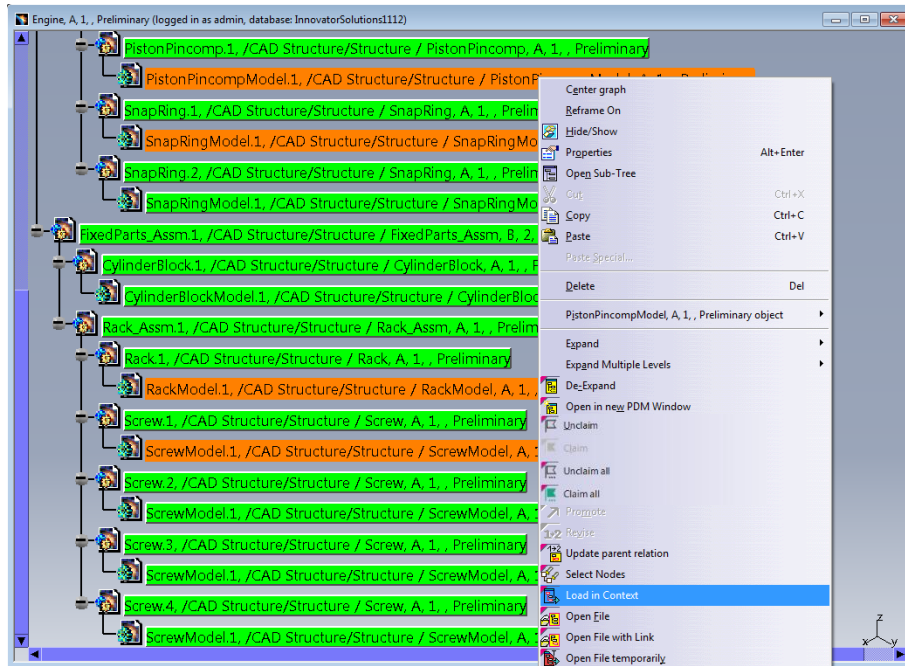 Engine, A, 1, , Preliminary (logged in as admin, database: InnovatorSolutions1112)
PistonPincomp.1, /CAD Structure/Structure / PistonPincomp, A, 1, , Preliminary
PistonPincompModel.1, /CAD Structure/Structure /
SnapRing.1, /CAD Structure/Structure / SnapRing, A, 1, , Prelim
SnapRingModel.1, /CAD Structure/Structure / SnapRingMo
SnapRing.2, /CAD Structure/Structure / SnapRing, A, 1, , Prelim
SnapRingModel.1, /CAD Structure/Structure / SnapRingMo
FixedParts_Assm.1, /CAD Structure/Structure / FixedParts_Assm, B, 2,
CylinderBlock.1, /CAD Structure/Structure / CylinderBlock, A, 1, ,
CylinderBlockModel.1, /CAD Structure/Structure / CylinderBloc
Rack_Assm.1, /CAD Structure/Structure / Rack_Assm, A, 1, , Prelim
Rack.1, /CAD Structure/Structure / Rack, A, 1, , Preliminary
RackModel.1, /CAD Structure/Structure / RackModel, A, 1, ,
Screw.1, /CAD Structure/Structure / Screw, A, 1, , Preliminary
ScrewModel.1, /CAD Structure/Structure / ScrewModel, A, 1
Screw.2, /CAD Structure/Structure / Screw, A, 1, , Preliminary
ScrewModel.1, /CAD Structure/Structure / ScrewModel, A, 1
Screw.3, /CAD Structure/Structure / Screw, A, 1, , Preliminary
ScrewModel.1, /CAD Structure/Structure / ScrewModel, A, 1
Screw.4, /CAD Structure/Structure / Screw, A, 1, , Preliminary
ScrewModel.1, /CAD Structure/Structure / ScrewModel, A, 1
Center graph
Reframe On
Hide/Show
Properties Alt+Enter
Open Sub-Tree
Cut Ctrl+X
Copy Ctrl+C
Paste Ctrl+V
Paste Special...
Delete Del
PistonPincompModel, A, 1, , Preliminary object
Expand
Expand Multiple Levels
De-Expand
Open in new PDM Window
Unclaim
Claim
Unclaim all
Claim all
Promote
Revise
Update parent relation
Select Nodes
Load in Context
Open File
Open File with Link
Open File temporarily
z
x
y